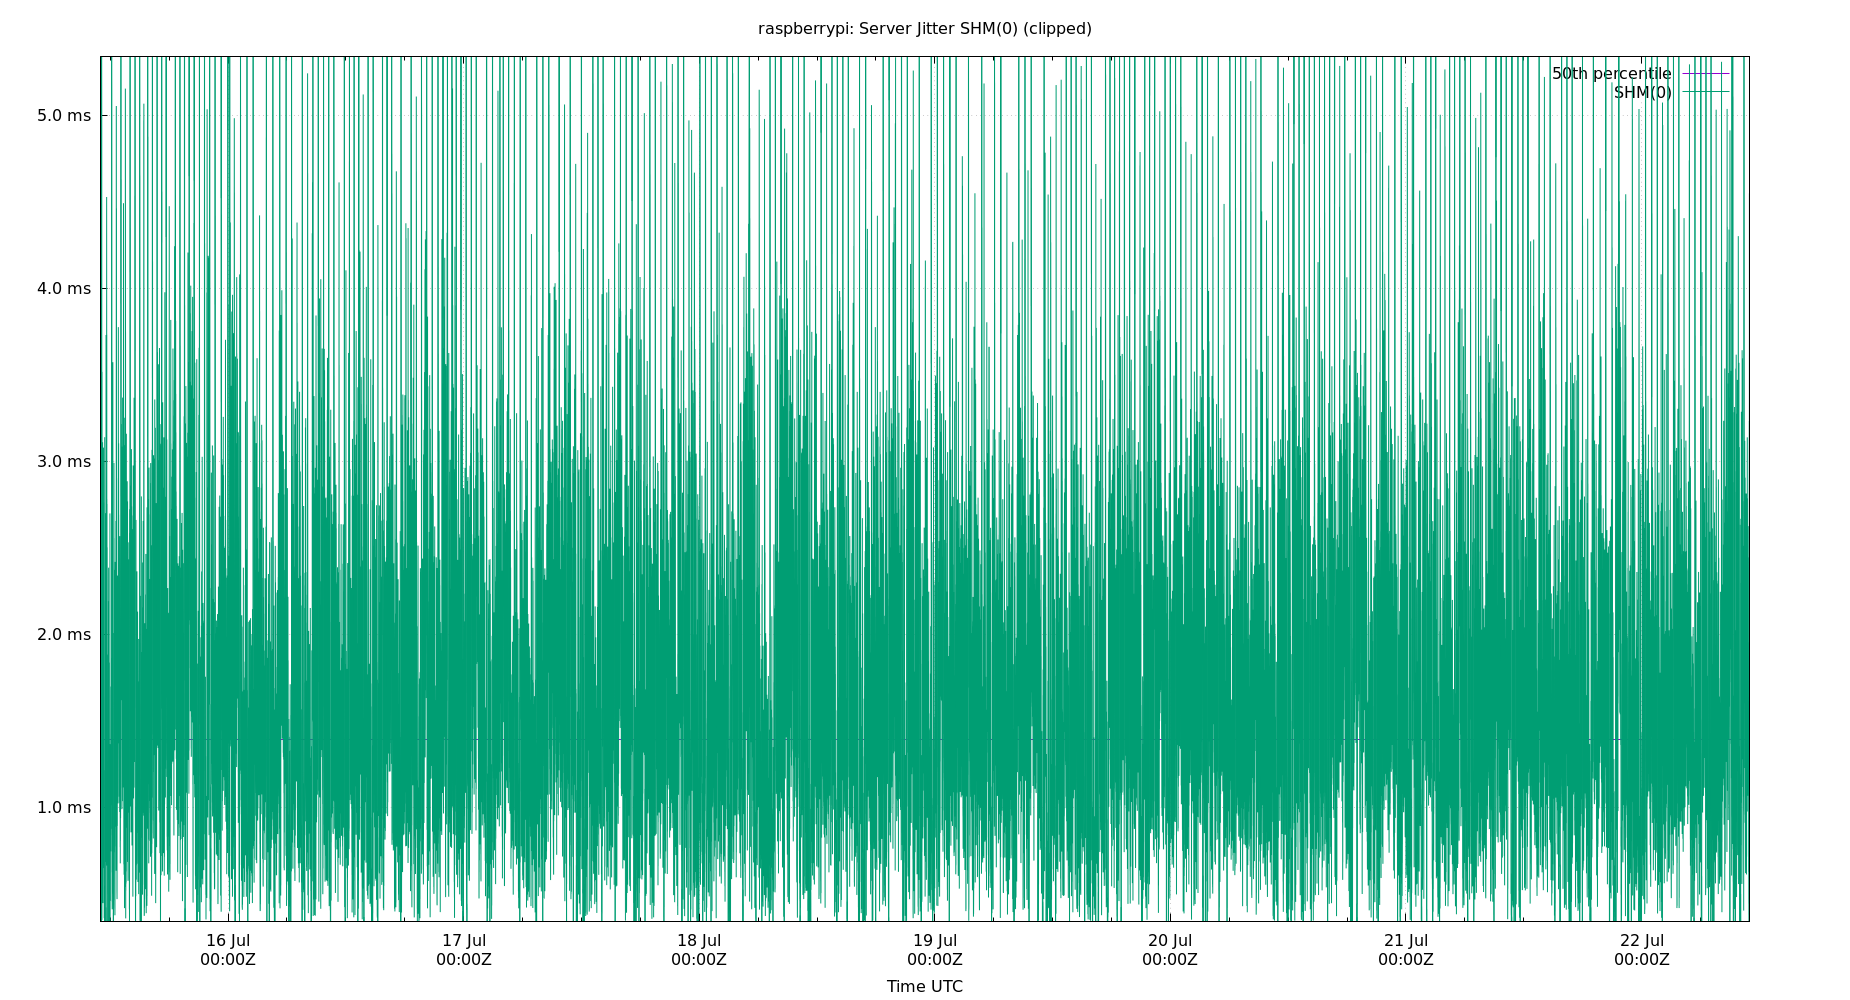 raspberrypi: Server Jitter SHM(0) (clipped)
50th percentile
SHM(0)
5.0 ms
4.0 ms
3.0 ms
2.0 ms
1.0 ms
16 Jul 17 Jul 18 Jul 19 Jul 20 Jul 21 Jul 22 Jul
00:00Z 00:00Z 00:00Z 00:00Z 00:00Z 00:00Z 00:00Z
Time UTC